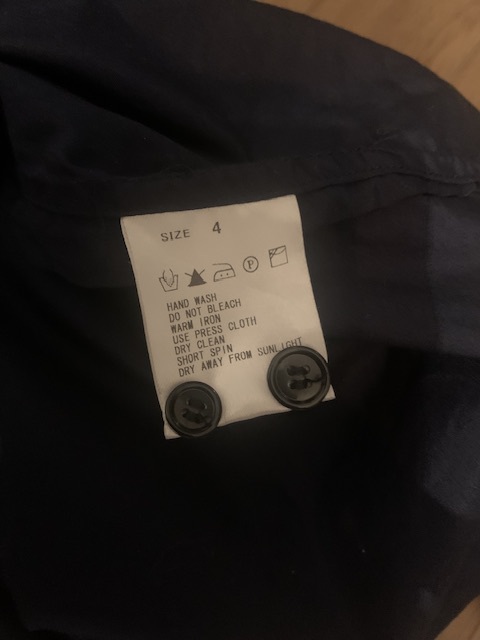 SIZE 4
P
HAND WASH
DO NOT BLEACH
WARM IRON
USE PRESS CLOTH
DRY CLEAN
SHORT SPIN
DRY AWAY FROM SUNLIGHT